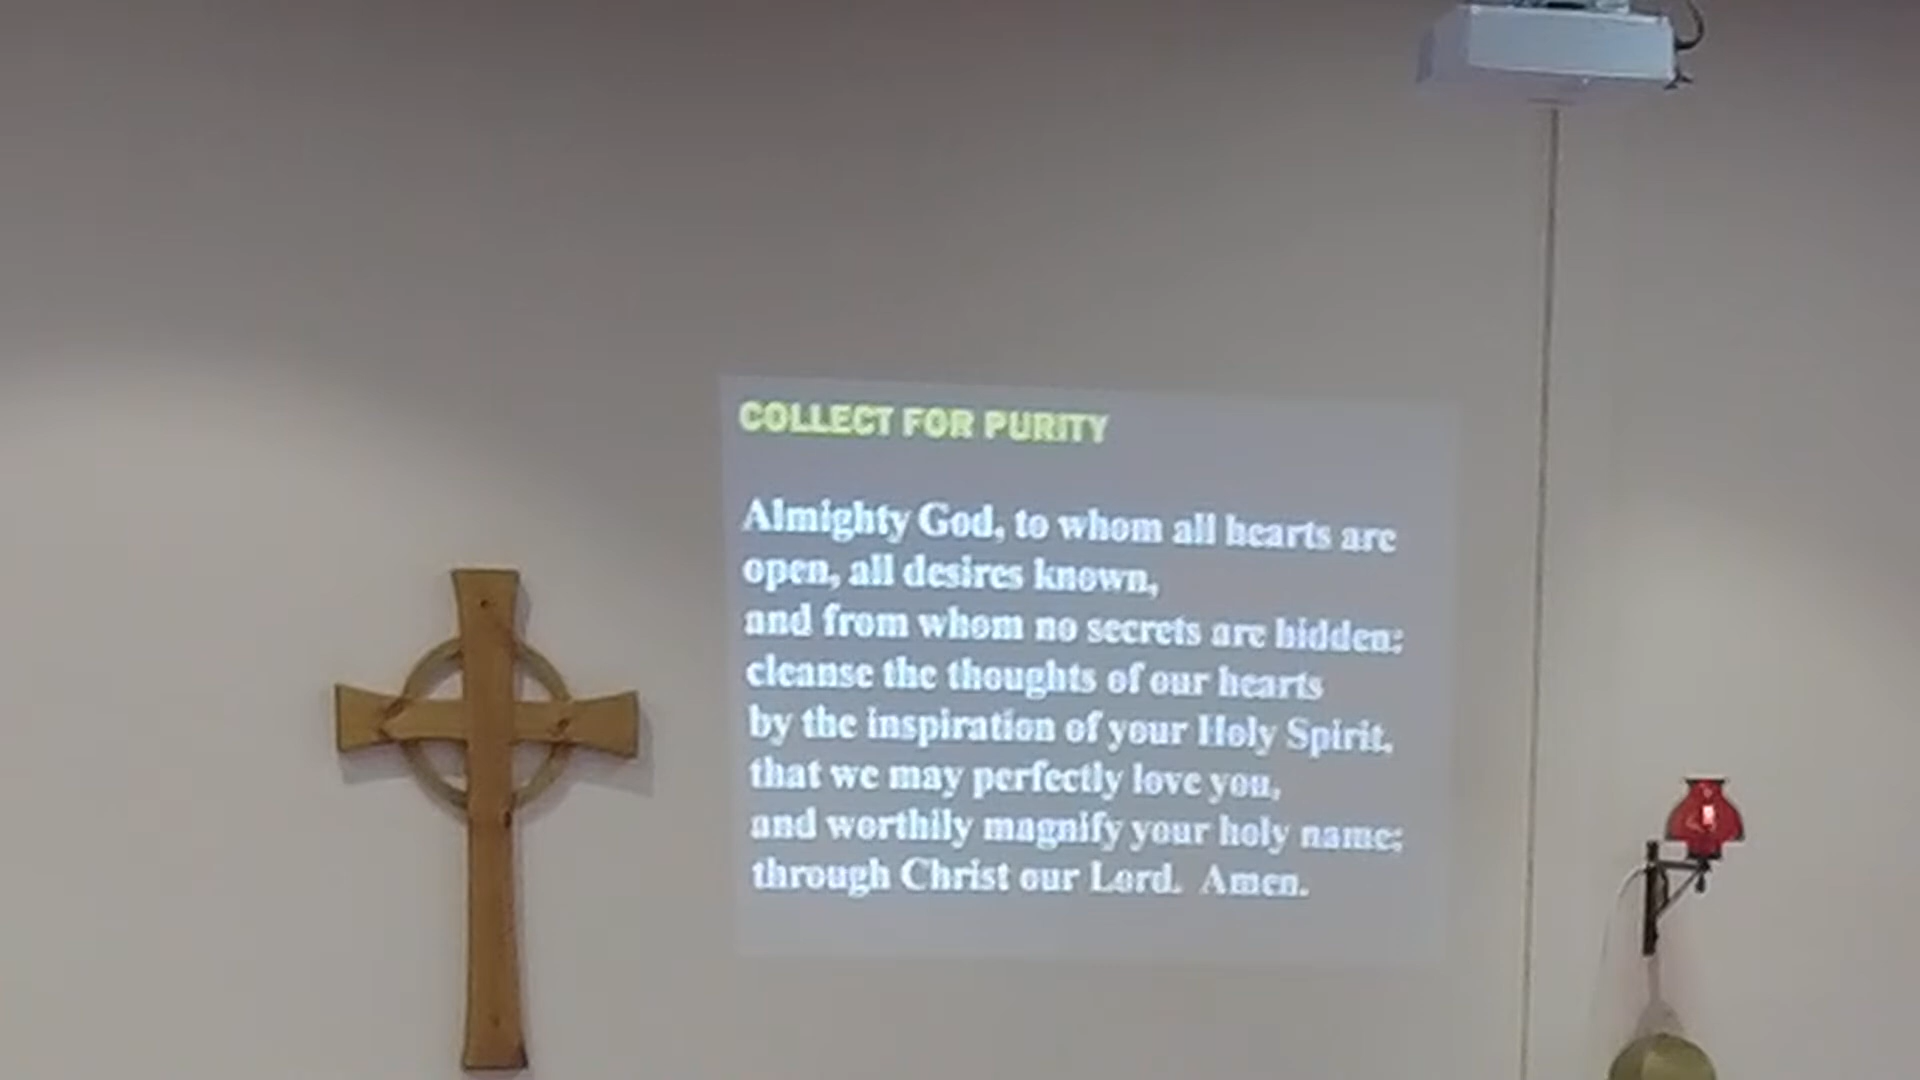 COLLECT FOR PURITY
Almighty God, to whom all hearts are
open, all desires known,
and from whom no secrets are hidden;
cleanse the thoughts of our hearts
by the inspiration of your Holy Spirit,
that we may perfectly love you,
and worthily magnify your holy name;
through Christ our Lord. Amen.